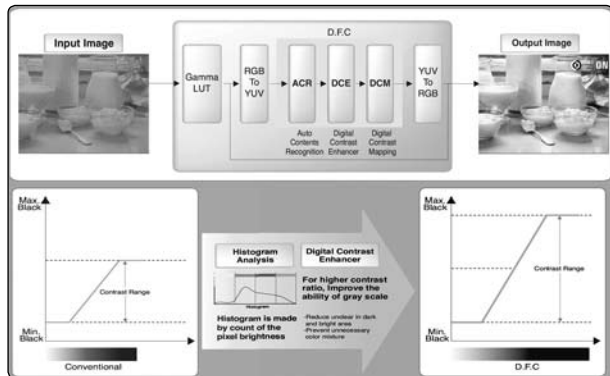 D.F.C
Input Image
Output Image
ON
Gamma
LUT
RGB
To
YUV
ACR
DCE
DCM
YUV
To
RGB
Auto
Contents
Recognition
Digital
Contrast
Enhancer
Digital
Contrast
Mapping
Max.
Black
Contrast Range
Min.
Black
Conventional
Histogram
Analysis
Histogram
Histogram is made
by count of the
pixel brightness
Digital Contrast
Enhancer
For higher contrast
ratio, Improve the
ability of gray scale
-Reduce unclear in dark
and bright area
-Prevent unnecessary
color mixture
Max.
Black
Contrast Range
Min.
Black
D.F.C